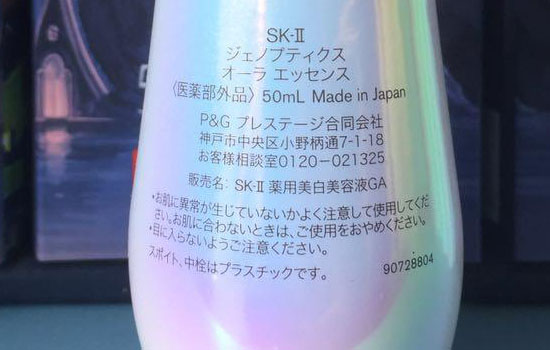 SK-Ⅱ
ジェノプティクス
オーラ エッセンス
〈医薬部外品〉50mL Made in Japan
P&G プレステージ合同会社
神戸市中央区小野柄通7-1-18
お客様相談室0120-021325
販売名: SK-Ⅱ 薬用美白美容液GA
・お肌に異常が生じていないかよく注意して使用してくだ
さい。お肌に合わないときは、ご使用をおやめください。
・目に入らないようご注意ください。
スポイト、中栓はプラスチックです。
90728804